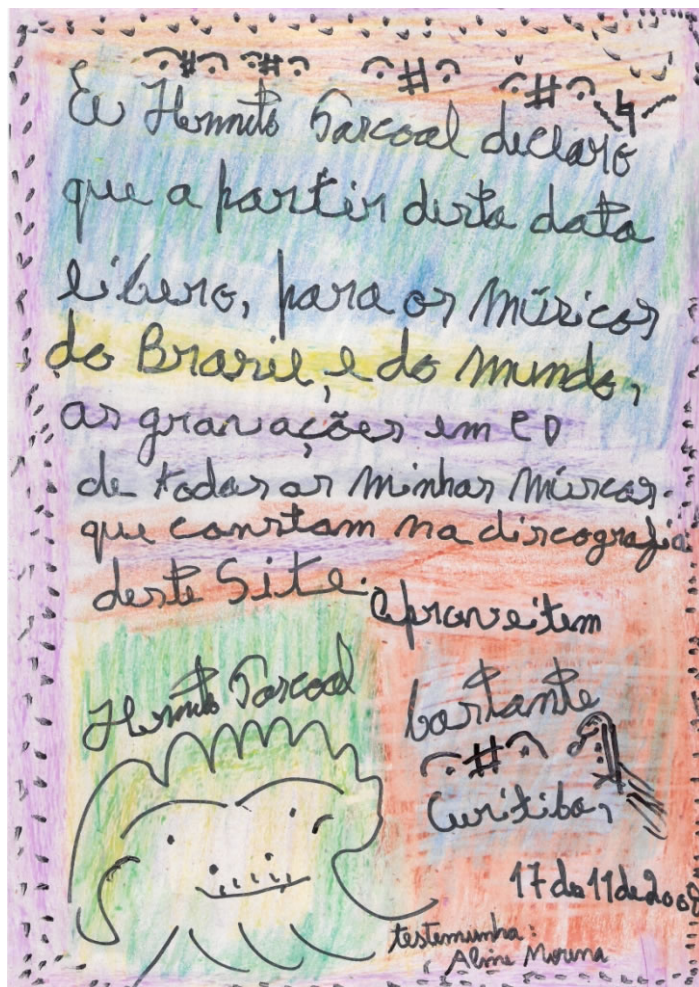 Eu Hermeto Pascoal declaro
que a partir desta data
libero, para os músicos
do Brasil, e do mundo,
as gravações em CD
de todas as minhas músicas
que constam na discografia
deste Site.
Aproveitem
bastante
Hermeto Pascoal
Curitiba,
17 de 11 de 2008
testemunha:
Aline Morena